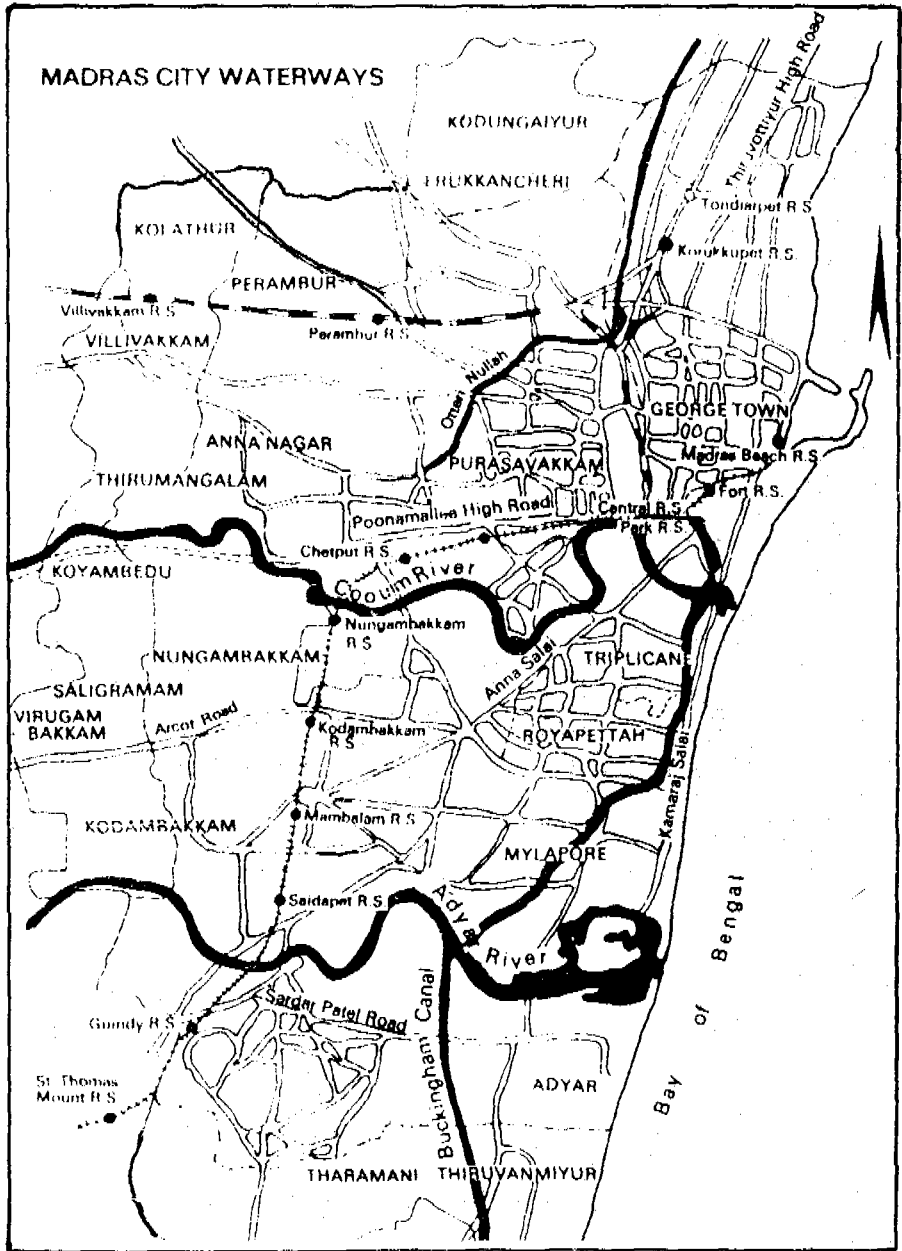 MADRAS CITY WATERWAYS
Thiruvottiyur High Road
KODUNGAIYUR
ERUKKANCHERI
Tondiarpet R S
KOLATHUR
Korukkupet R.S.
PERAMBUR
Villivakkam R S
Perambur R S
VILLIVAKKAM
Otteri Nullah
GEORGE TOWN
ANNA NAGAR
Madras Beach R.S
PURASAVAKKAM
THIRUMANGALAM
Fort R.S.
Poonamallee High Road
Central R S
Park R S
Chetput R S
KOYAMBEDU
Cooum River
Nungambakkam
R S
NUNGAMBAKKAM
TRIPLICANE
Anna Salai
SALIGRAMAM
VIRUGAM
BAKKAM
Arcot Road
Kodambakkam
R S
ROYAPETTAH
Kamaraj Salai
Mambalam R S
KODAMBAKKAM
MYLAPORE
Saidapet R S
Adyar River
Bay of Bengal
Buckingham Canal
Sardar Patel Road
Guindy R S
St. Thomas
Mount R S
ADYAR
THARAMANI
THIRUVANMIYUR